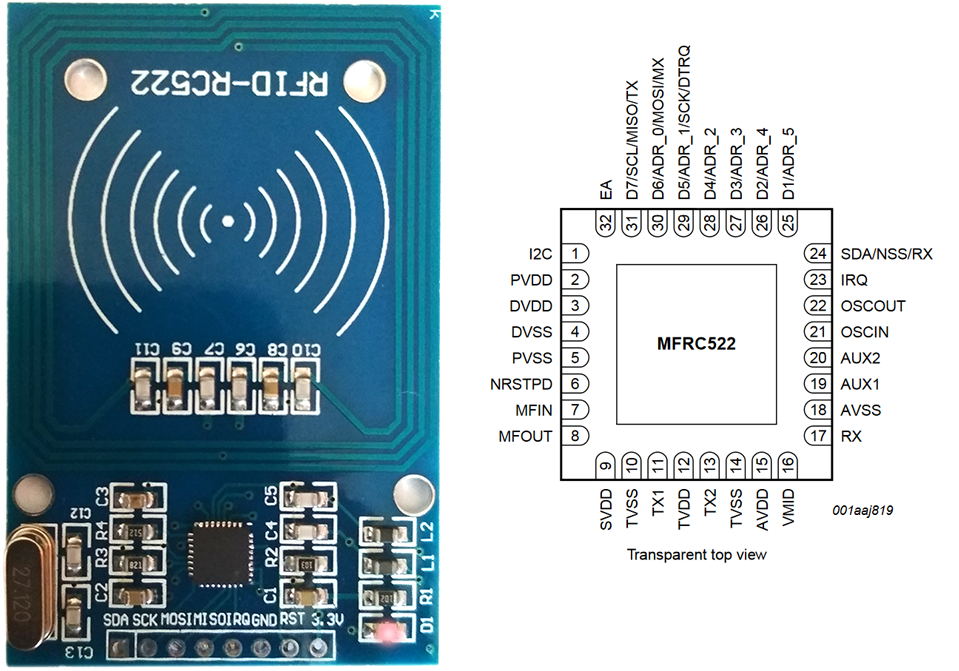 K
RFID-RC522
C11 C9 C7 C6 C8 C10
C3
C5
C12
R4
512
C4
L2
R3
128
R2
103
L1
27.120
C2
C1
R1
102
D1
SDA SCK MOSI MISO IRQ GND RST 3.3V
C13
EA
D7/SCL/MISO/TX
D6/ADR_0/MOSI/MX
D5/ADR_1/SCK/DTRQ
D4/ADR_2
D3/ADR_3
D2/ADR_4
D1/ADR_5
32 31 30 29 28 27 26 25
I2C 1
PVDD 2
DVDD 3
DVSS 4
PVSS 5
NRSTPD 6
MFIN 7
MFOUT 8
MFRC522
24 SDA/NSS/RX
23 IRQ
22 OSCOUT
21 OSCIN
20 AUX2
19 AUX1
18 AVSS
17 RX
9 10 11 12 13 14 15 16
SVDD
TVSS
TX1
TVDD
TX2
TVSS
AVDD
VMID
001aaj819
Transparent top view